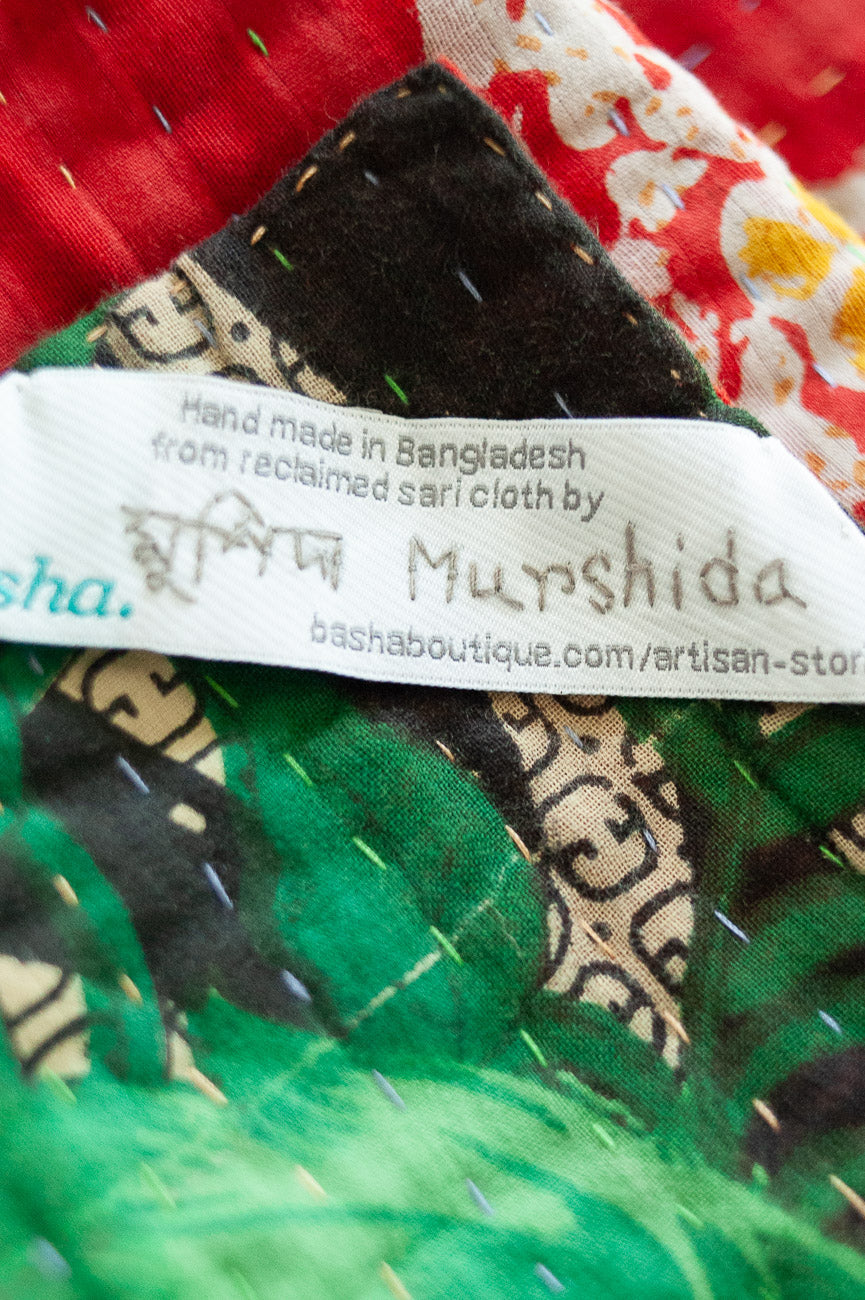 Hand made in Bangladesh
from reclaimed sari cloth by
মুর্শিদা Murshida
sha.
bashaboutique.com/artisan-stor